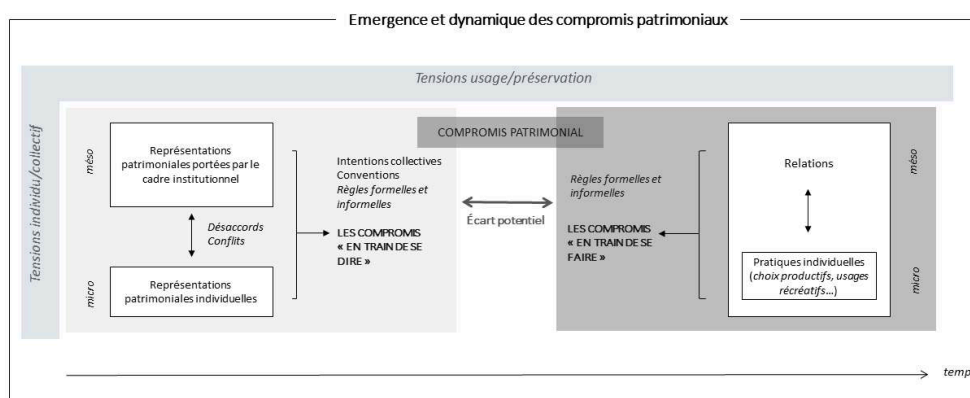 Emergence et dynamique des compromis patrimoniaux
Tensions usage/préservation
Tensions individu/collectif
COMPROMIS PATRIMONIAL
méso
Représentations
patrimoniales portées par le
cadre institutionnel
Désaccords
Conflits
micro
Représentations
patrimoniales individuelles
Intentions collectives
Conventions
Règles formelles et
informelles
LES COMPROMIS
« EN TRAIN DE SE
DIRE »
Écart potentiel
Règles formelles et
informelles
LES COMPROMIS
« EN TRAIN DE SE
FAIRE »
Relations
Pratiques individuelles
(choix productifs, usages
récréatifs...)
méso
micro
temp